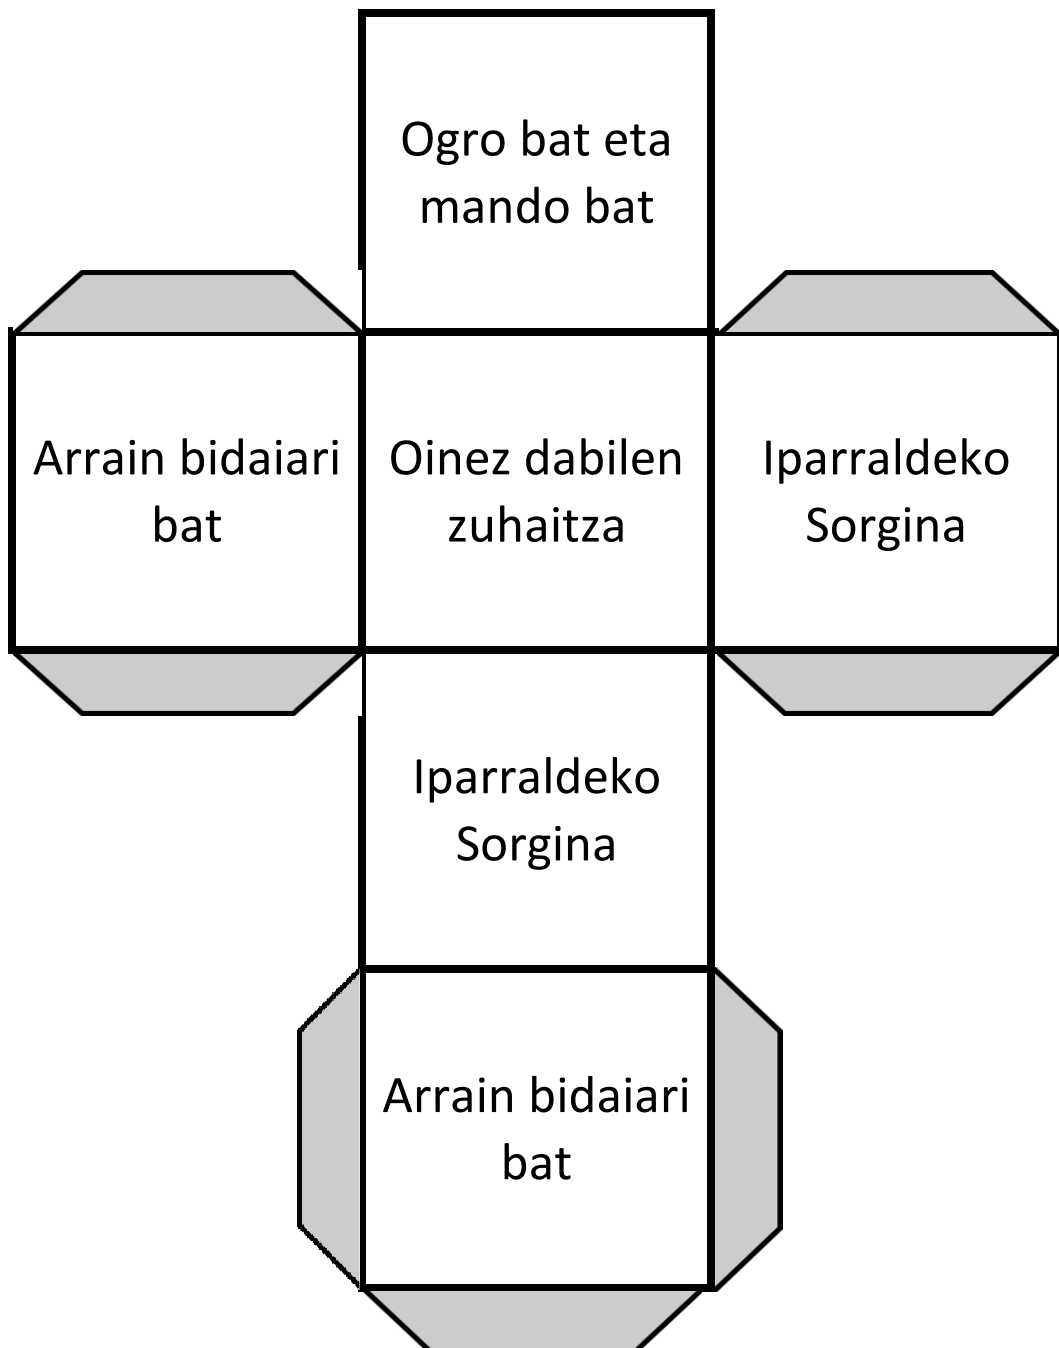 Ogro bat eta
mando bat
Arrain bidaiari
bat
Oinez dabilen
zuhaitza
Iparraldeko
Sorgina
Iparraldeko
Sorgina
Arrain bidaiari
bat